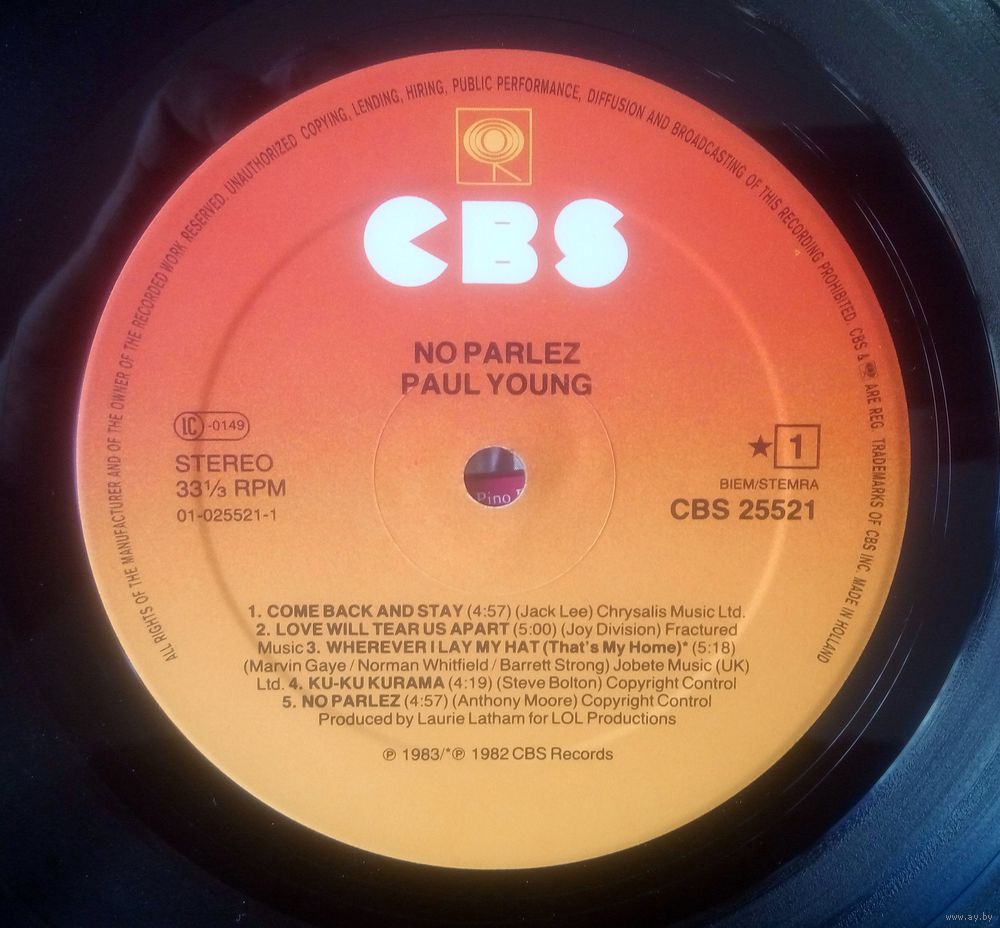 ALL RIGHTS OF THE MANUFACTURER AND OF THE OWNER OF THE RECORDED WORK RESERVED. UNAUTHORIZED COPYING, LENDING, HIRING, PUBLIC PERFORMANCE, DIFFUSION AND BROADCASTING OF THIS RECORDING PROHIBITED. CBS & ARE REG. TRADEMARKS OF CBS INC. MADE IN HOLLAND
CBS
NO PARLEZ
PAUL YOUNG
IC -0149
STEREO
33⅓ RPM
01-025521-1
★ 1
BIEM/STEMRA
CBS 25521
Pino
1. COME BACK AND STAY (4:57) (Jack Lee) Chrysalis Music Ltd.
2. LOVE WILL TEAR US APART (5:00) (Joy Division) Fractured
Music 3. WHEREVER I LAY MY HAT (That's My Home)* (5:18)
(Marvin Gaye / Norman Whitfield / Barrett Strong) Jobete Music (UK)
Ltd. 4. KU-KU KURAMA (4:19) (Steve Bolton) Copyright Control
5. NO PARLEZ (4:57) (Anthony Moore) Copyright Control
Produced by Laurie Latham for LOL Productions
℗ 1983/*℗ 1982 CBS Records
www.ay.by